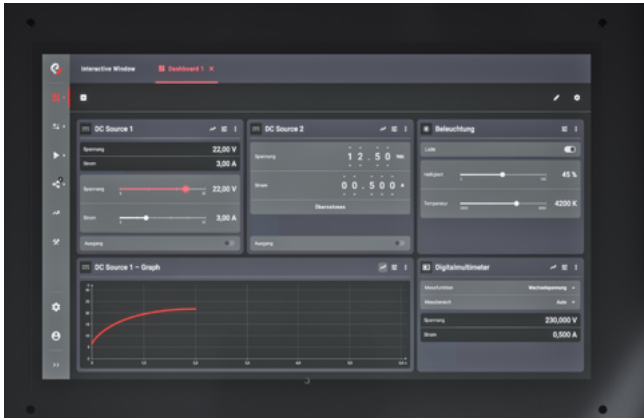 Interactive Window
Dashboard 1
DC Source 1
Spannung 22,00 V
Strom 3,00 A
Spannung 22,00 V
Strom 3,00 A
Ausgang
DC Source 2
Spannung 12.50
Strom 00.500 A
Übernehmen
Ausgang
Beleuchtung
Helligkeit 45 %
Temperatur 4200 K
DC Source 1 – Graph
Digitalmultimeter
Messfunktion Wechselspannung
Messbereich Auto
Spannung 230,000 V
Strom 0,500 A